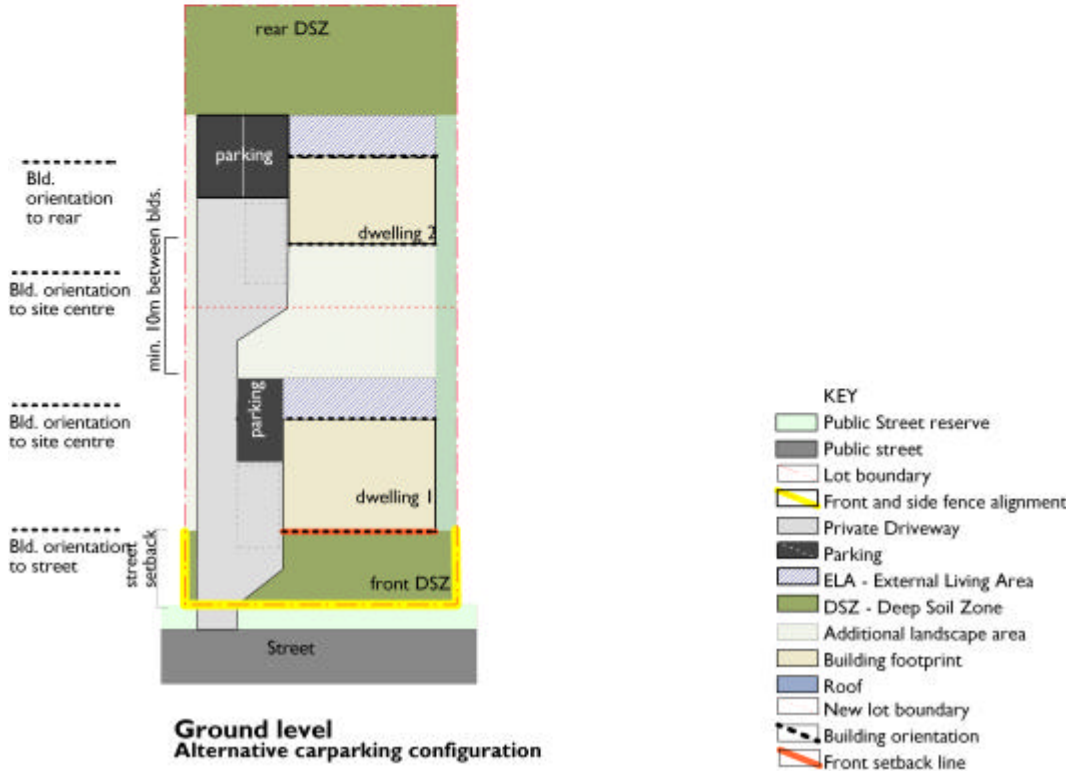 rear DSZ
parking
Bld.
orientation
to rear
dwelling 2
min. 10m between blds.
Bld. orientation
to site centre
parking
Bld. orientation
to site centre
dwelling 1
Bld. orientation
to street
street
setback
front DSZ
Street
Ground level
Alternative carparking configuration
KEY
Public Street reserve
Public street
Lot boundary
Front and side fence alignment
Private Driveway
Parking
ELA - External Living Area
DSZ - Deep Soil Zone
Additional landscape area
Building footprint
Roof
New lot boundary
Building orientation
Front setback line